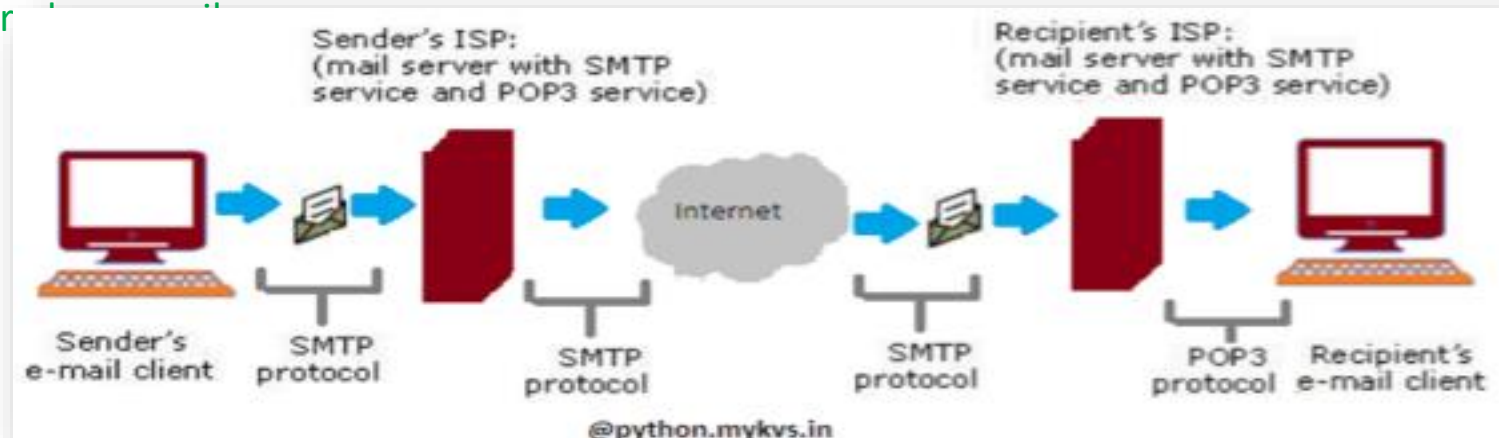 Sender's ISP:
(mail server with SMTP
service and POP3 service)
Recipient's ISP:
(mail server with SMTP
service and POP3 service)
Internet
Sender's
e-mail client
SMTP
protocol
SMTP
protocol
SMTP
protocol
POP3
protocol
Recipient's
e-mail client
@python.mykvs.in